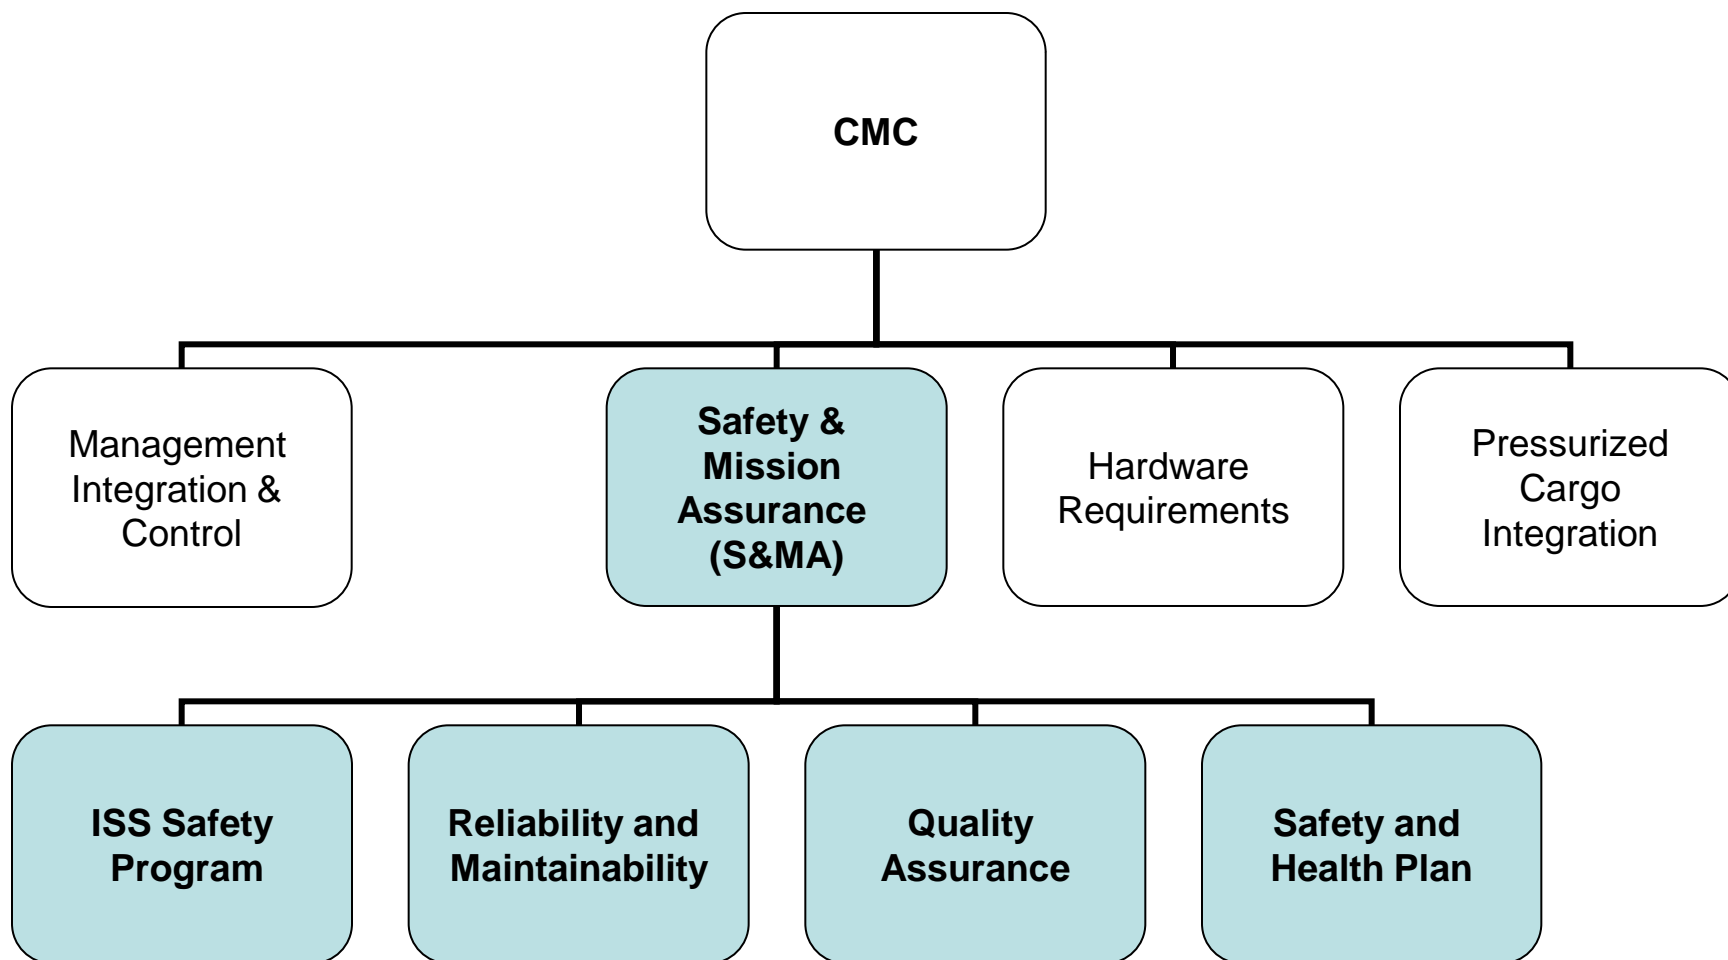 CMC
Management
Integration &
Control
Safety &
Mission
Assurance
(S&MA)
Hardware
Requirements
Pressurized
Cargo
Integration
ISS Safety
Program
Reliability and
Maintainability
Quality
Assurance
Safety and
Health Plan